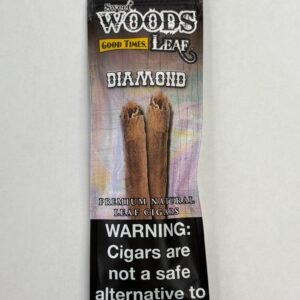 Sweet
WOODS
GOOD TIMES. LEAF
DIAMOND
PREMIUM NATURAL
LEAF CIGARS
WARNING:
Cigars are
not a safe
alternative to